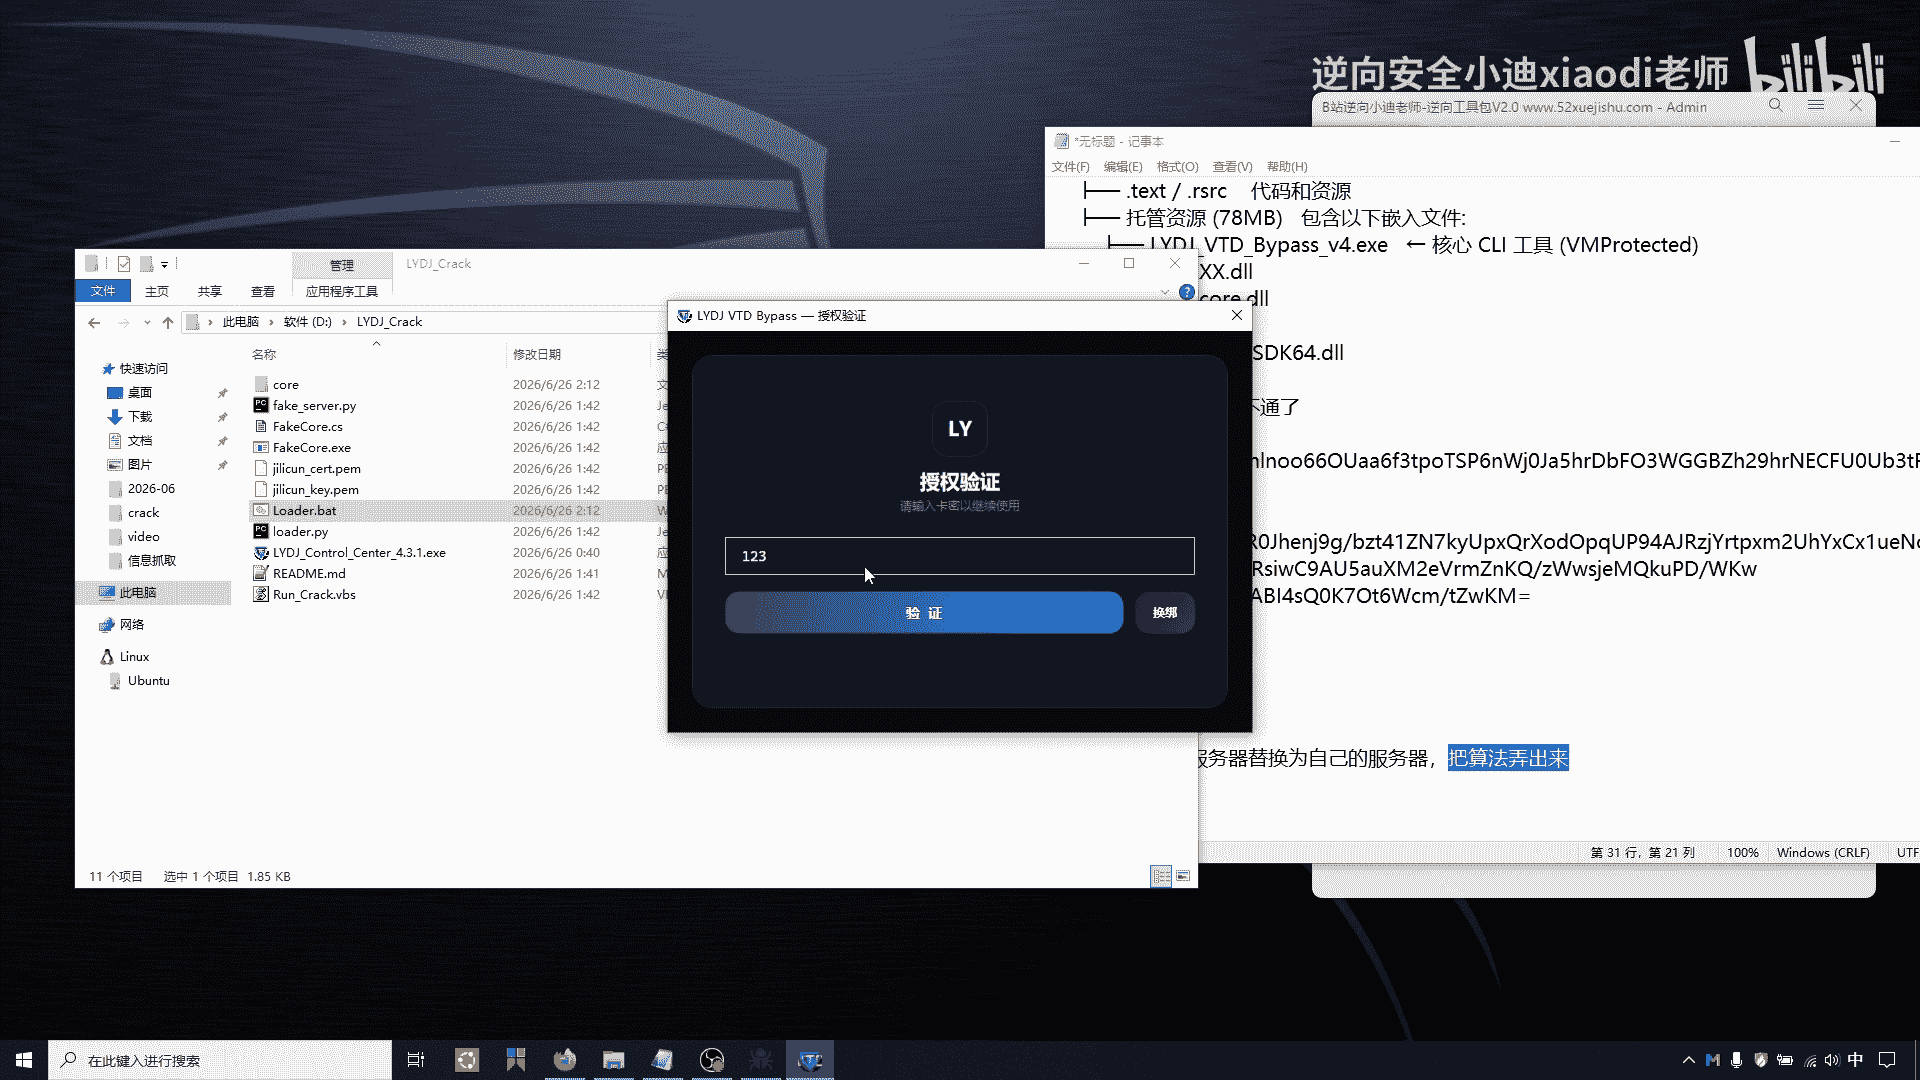 逆向安全小迪xiaodi老师 bilibili
B站逆向小迪老师-逆向工具包V2.0 www.52xuejishu.com - Admin
*无标题 - 记事本
文件(F) 编辑(E) 格式(O) 查看(V) 帮助(H)
├── .text / .rsrc 代码和资源
├── 托管资源 (78MB) 包含以下嵌入文件:
├── LYDJ_VTD_Bypass_v4.exe ← 核心 CLI 工具 (VMProtected)
XX.dll
core.dll
SDK64.dll
不通了
nlnoo66OUaa6f3tpoTSP6nWj0Ja5hrDbFO3WGGBZh29hrNECFU0Ub3tF
R0Jhenj9g/bzt41ZN7kyUpxQrXodOpqUP94AJRzjYrtpxm2UhYxCx1ueN
RsiwC9AU5auXM2eVrmZnKQ/zWwsjeMQkuPD/WKw
ABI4sQ0K7Ot6Wcm/tZwKM=
服务器替换为自己的服务器，把算法弄出来
第 31 行，第 21 列 100% Windows (CRLF) UTF
管理 LYDJ_Crack
文件 主页 共享 查看 应用程序工具
此电脑 › 软件 (D:) › LYDJ_Crack
名称 修改日期 类
快速访问
桌面
下载
文档
图片
2026-06
crack
video
信息抓取
此电脑
网络
Linux
Ubuntu
core 2026/6/26 2:12 文
fake_server.py 2026/6/26 1:42 Je
FakeCore.cs 2026/6/26 1:42 C#
FakeCore.exe 2026/6/26 1:42 应
jilicun_cert.pem 2026/6/26 1:42 PE
jilicun_key.pem 2026/6/26 1:42 PE
Loader.bat 2026/6/26 2:12 W
loader.py 2026/6/26 1:42 Je
LYDJ_Control_Center_4.3.1.exe 2026/6/26 0:40 应
README.md 2026/6/26 1:41 M
Run_Crack.vbs 2026/6/26 1:42 VB
11 个项目 选中 1 个项目 1.85 KB
LYDJ VTD Bypass — 授权验证
LY
授权验证
请输入卡密以继续使用
123
验 证
换绑
在此键入进行搜索
中